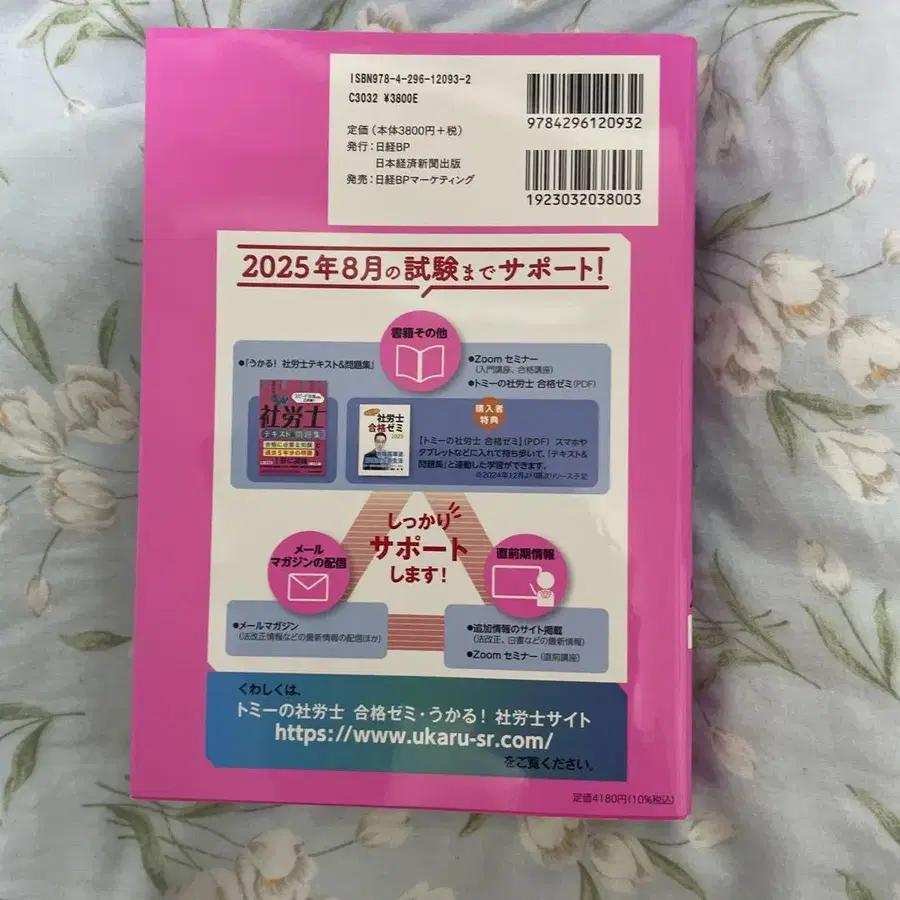 ISBN978-4-296-12093-2
C3032 ¥3800E
定価(本体3800円+税)
発行:日経BP
日本経済新聞出版
発売:日経BPマーケティング
9784296120932
1923032038003
2025年8月の試験までサポート!
書籍その他
●『うかる! 社労士テキスト&問題集』
●Zoom セミナー
(入門講座、合格講座)
●トミーの社労士 合格ゼミ(PDF)
社労士
テキスト&問題集
社労士
合格ゼミ
2025
購入者
特典
【トミーの社労士 合格ゼミ】(PDF) スマホや
タブレットなどに入れて持ち歩いて、「テキスト&
問題集」と連動した学習ができます。
※2024年12月より順次リリース予定
しっかり
サポート
します!
メール
マガジンの配信
直前期情報
●メールマガジン
(法改正情報などの最新情報の配信ほか)
●追加情報のサイト掲載
(法改正、白書などの最新情報)
●Zoom セミナー(直前講座)
くわしくは、
トミーの社労士 合格ゼミ・うかる! 社労士サイト
https://www.ukaru-sr.com/
をご覧ください。
定価4180円(10%税込)